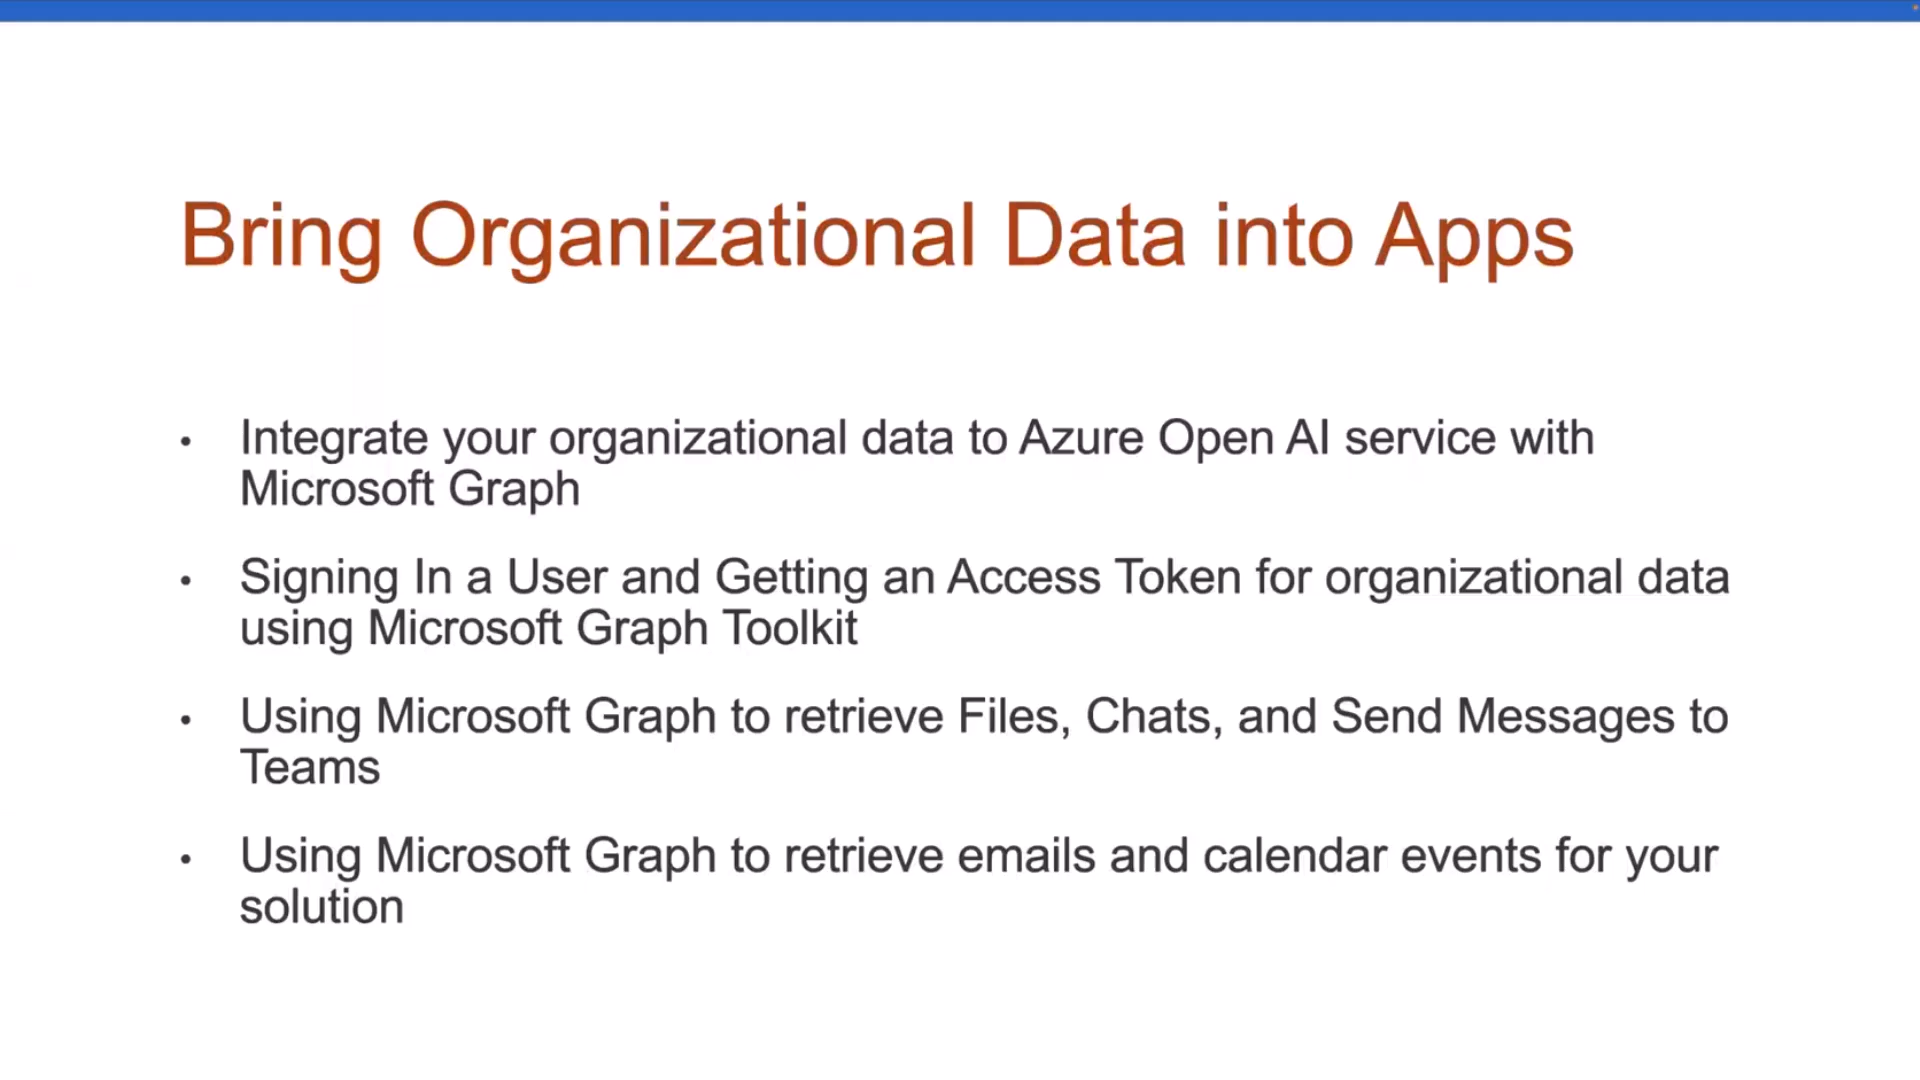 Bring Organizational Data into Apps
• Integrate your organizational data to Azure Open AI service with
Microsoft Graph
• Signing In a User and Getting an Access Token for organizational data
using Microsoft Graph Toolkit
• Using Microsoft Graph to retrieve Files, Chats, and Send Messages to
Teams
• Using Microsoft Graph to retrieve emails and calendar events for your
solution